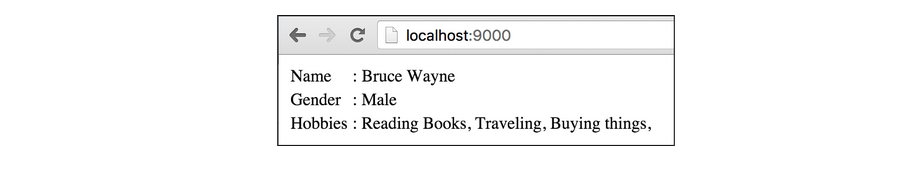 localhost:9000
Name : Bruce Wayne
Gender : Male
Hobbies : Reading Books, Traveling, Buying things,